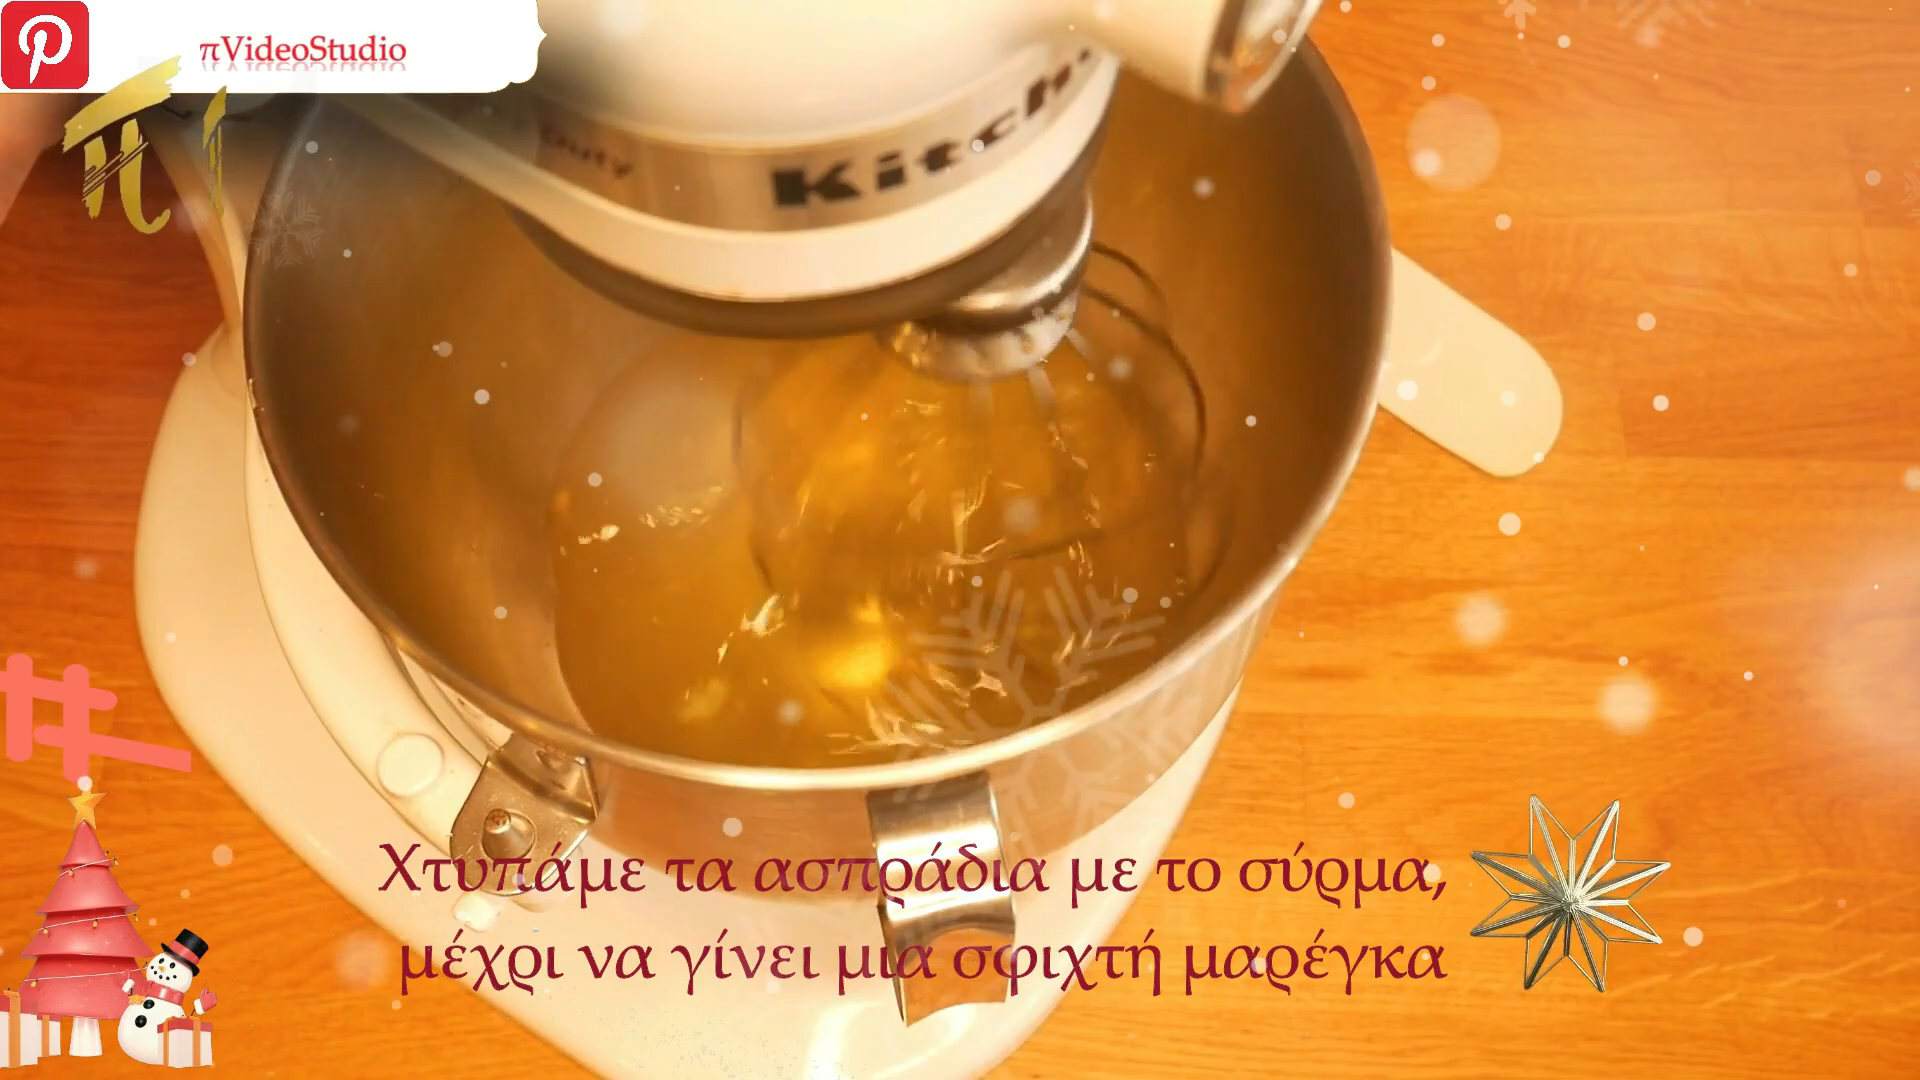 πVideoStudio
π
Kitch
Χτυπάμε τα ασπράδια με το σύρμα,
μέχρι να γίνει μια σφιχτή μαρέγκα